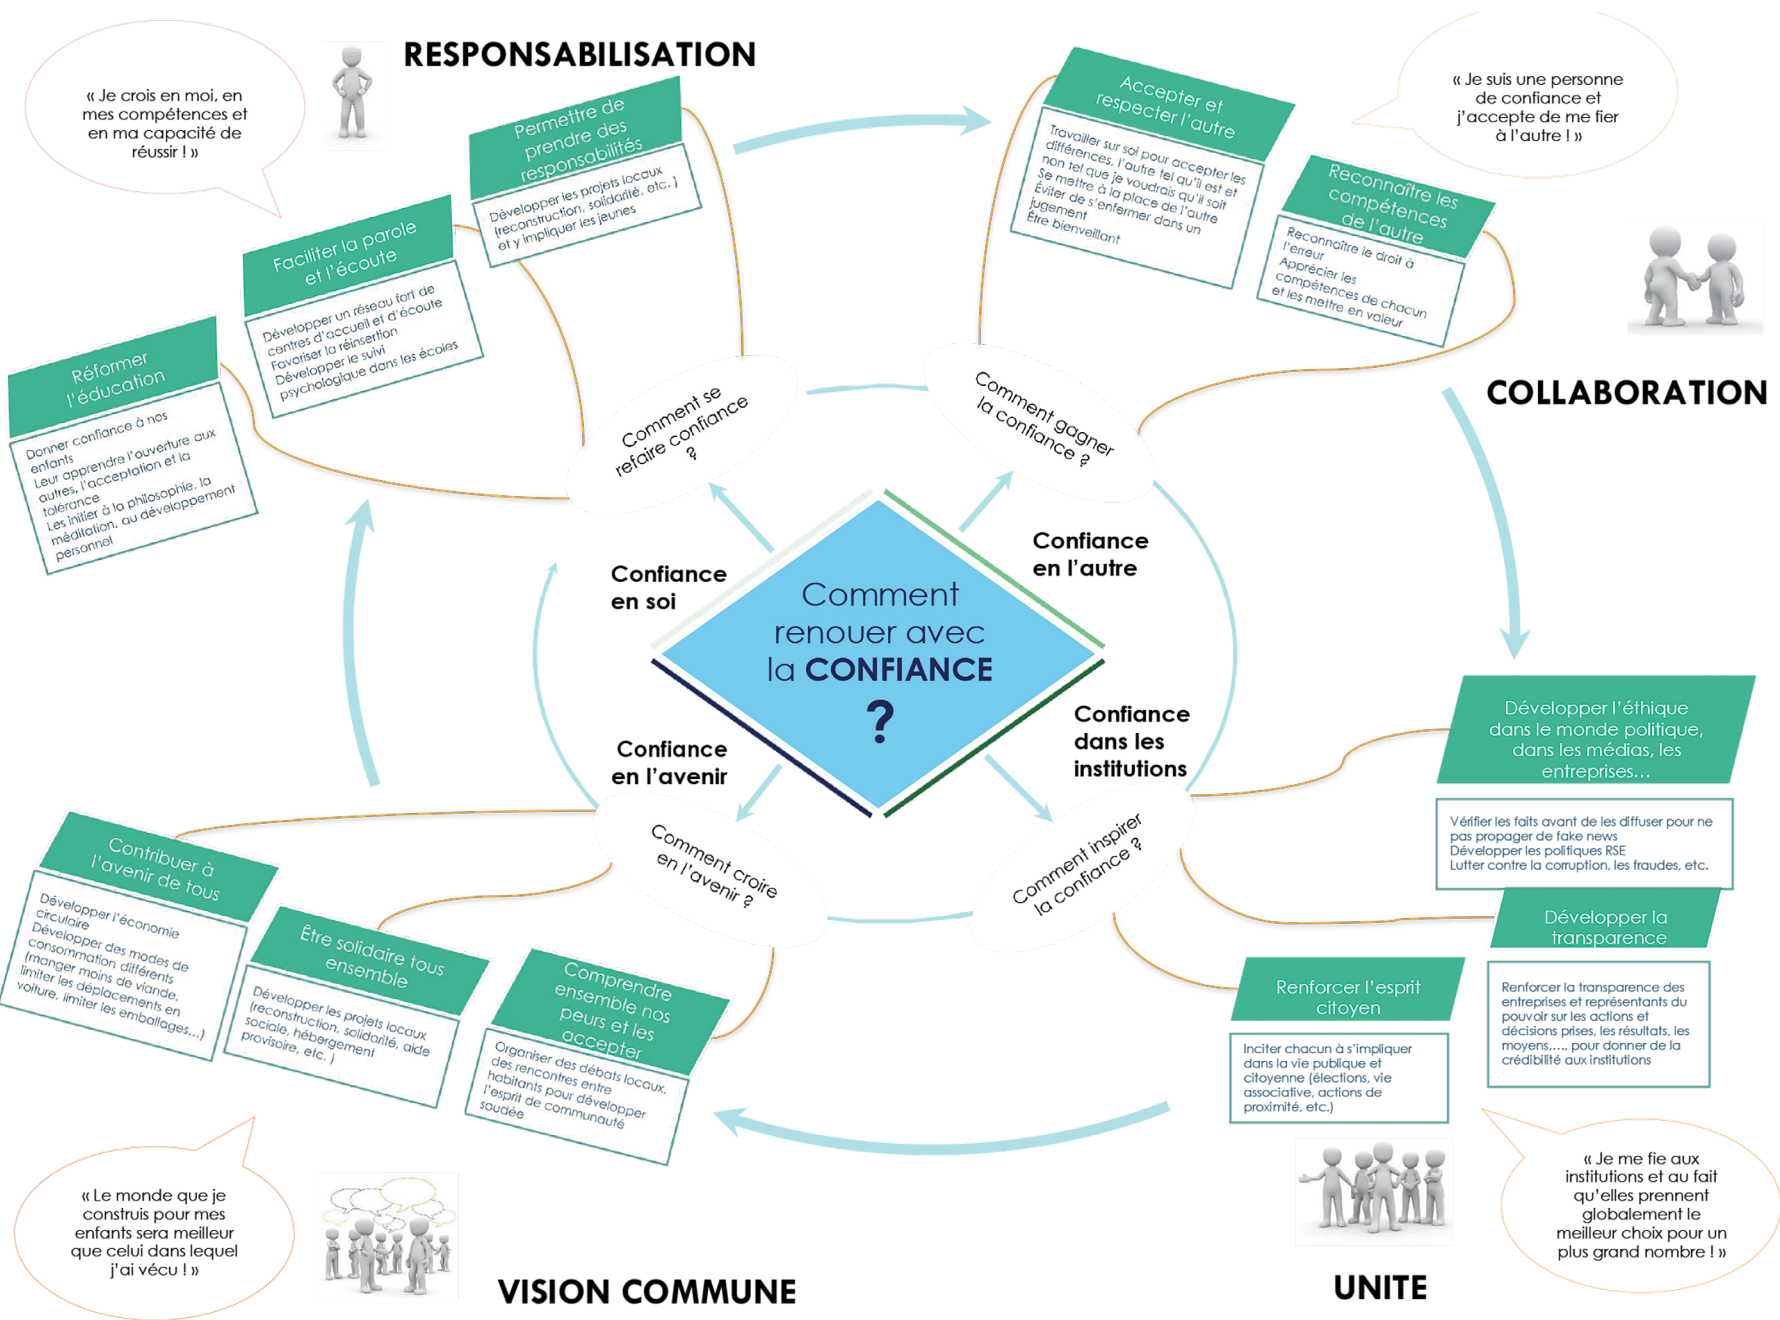 RESPONSABILISATION
« Je crois en moi, en
mes compétences et
en ma capacité de
réussir ! »
Permettre de
prendre des
responsabilités
Développer les projets locaux
(reconstruction, solidarité, etc. )
et y impliquer les jeunes
Faciliter la parole
et l'écoute
Développer un réseau fort de
centres d'accueil et d'écoute
Favoriser la réinsertion
Développer le suivi
psychologique dans les écoles
Réformer
l'éducation
Donner confiance à nos
enfants
Leur apprendre l'ouverture aux
autres, l'acceptation et la
tolérance
Les initier à la philosophie, la
méditation, au développement
personnel
Comment se
refaire confiance
?
Accepter et
respecter l'autre
Travailler sur soi pour accepter les
différences, l'autre tel qu'il est et
non tel que je voudrais qu'il soit
Se mettre à la place de l'autre
Éviter de s'enfermer dans un
jugement
Être bienveillant
« Je suis une personne
de confiance et
j'accepte de me fier
à l'autre ! »
Reconnaître les
compétences
de l'autre
Reconnaître le droit à
l'erreur
Apprécier les
compétences de chacun
et les mettre en valeur
COLLABORATION
Comment gagner
la confiance ?
Confiance
en soi
Confiance
en l'autre
Comment
renouer avec
la CONFIANCE
?
Confiance
en l'avenir
Confiance
dans les
institutions
Comment croire
en l'avenir ?
Comment inspirer
la confiance ?
Développer l'éthique
dans le monde politique,
dans les médias, les
entreprises...
Vérifier les faits avant de les diffuser pour ne
pas propager de fake news
Développer les politiques RSE
Lutter contre la corruption, les fraudes, etc.
Développer la
transparence
Renforcer la transparence des
entreprises et représentants du
pouvoir sur les actions et
décisions prises, les résultats, les
moyens,..., pour donner de la
crédibilité aux institutions
Renforcer l'esprit
citoyen
Inciter chacun à s'impliquer
dans la vie publique et
citoyenne (élections, vie
associative, actions de
proximité, etc.)
« Je me fie aux
institutions et au fait
qu'elles prennent
globalement le
meilleur choix pour un
plus grand nombre ! »
UNITE
Contribuer à
l'avenir de tous
Développer l'économie
circulaire
Développer des modes de
consommation différents
(manger moins de viande,
limiter les déplacements en
voiture, limiter les emballages...)
Être solidaire tous
ensemble
Développer les projets locaux
(reconstruction, solidarité, aide
sociale, hébergement
provisoire, etc. )
Comprendre
ensemble nos
peurs et les
accepter
Organiser des débats locaux,
des rencontres entre
habitants pour développer
l'esprit de communauté
soudée
« Le monde que je
construis pour mes
enfants sera meilleur
que celui dans lequel
j'ai vécu ! »
VISION COMMUNE